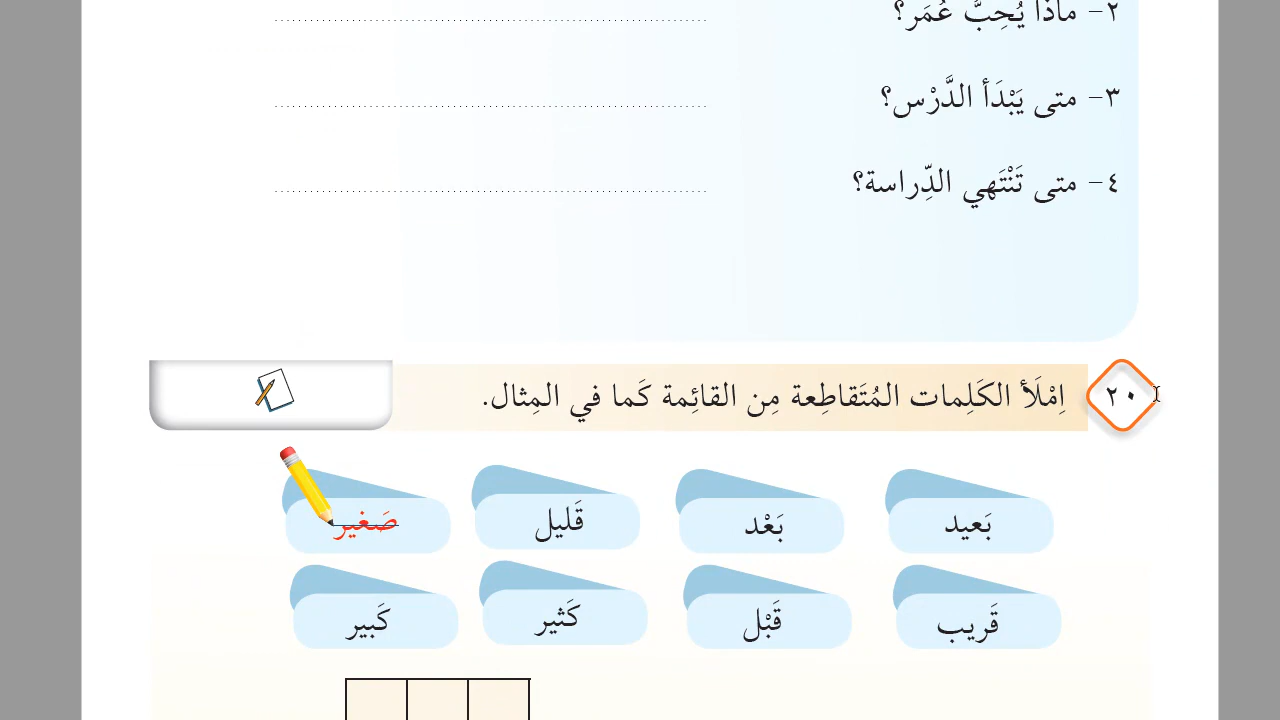 ٢- ماذا يُحِبُّ عُمَر؟
٣- متى يَبْدَأ الدَّرْس؟
٤- متى تَنْتَهي الدِّراسة؟
٢٠ اِمْلَأ الكَلِمات المُتَقاطِعة مِن القائِمة كَما في المِثال.
بَعيد بَعْد قَليل صَغير
قَريب قَبْل كَثير كَبير